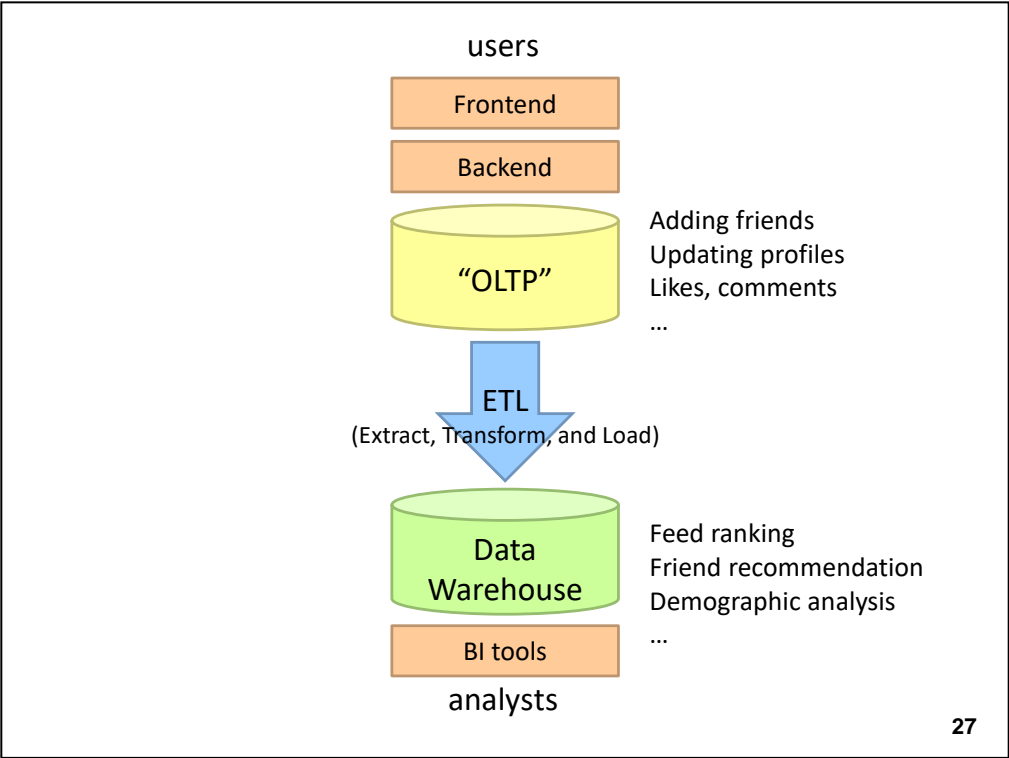 users
Frontend
Backend
“OLTP”
Adding friends
Updating profiles
Likes, comments
…
ETL
(Extract, Transform, and Load)
Data
Warehouse
Feed ranking
Friend recommendation
Demographic analysis
…
BI tools
analysts
27